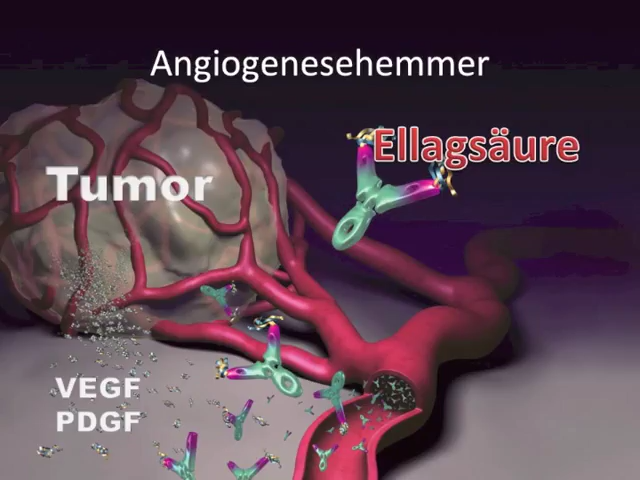 Angiogenesehemmer
Ellagsäure
Tumor
VEGF
PDGF